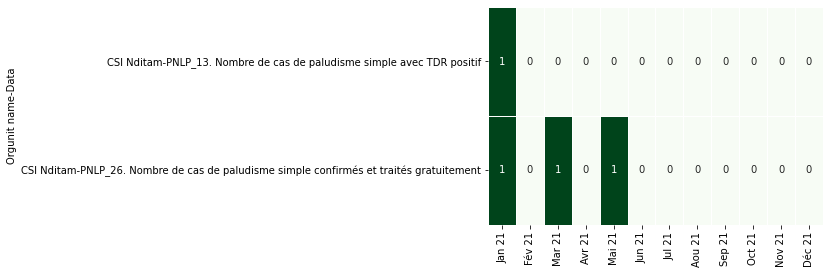 Orgunit name-Data
CSI Nditam-PNLP_13. Nombre de cas de paludisme simple avec TDR positif
1 0 0 0 0 0 0 0 0 0 0 0
CSI Nditam-PNLP_26. Nombre de cas de paludisme simple confirmés et traités gratuitement
1 0 1 0 1 0 0 0 0 0 0 0
Jan 21
Fév 21
Mar 21
Avr 21
Mai 21
Jun 21
Jul 21
Aou 21
Sep 21
Oct 21
Nov 21
Déc 21